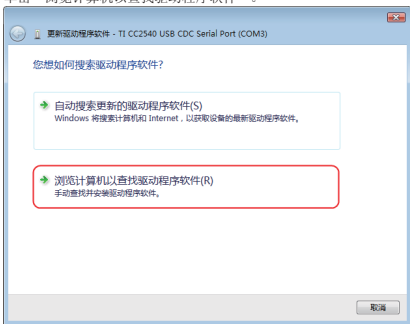 单击“浏览计算机以查找驱动程序软件”。
更新驱动程序软件 - TI CC2540 USB CDC Serial Port (COM3)
您想如何搜索驱动程序软件?
自动搜索更新的驱动程序软件(S)
Windows 将搜索计算机和 Internet，以获取设备的最新驱动程序软件。
浏览计算机以查找驱动程序软件(R)
手动查找并安装驱动程序软件。
取消